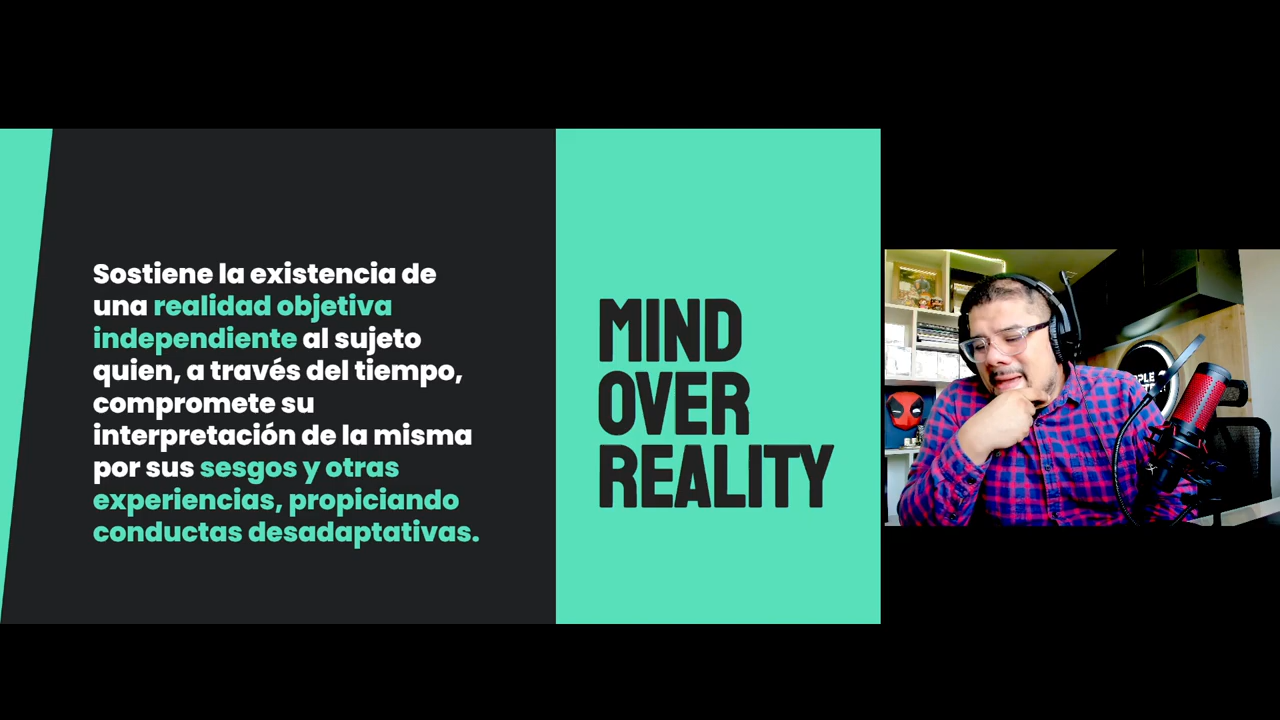 Sostiene la existencia de
una realidad objetiva
independiente al sujeto
quien, a través del tiempo,
compromete su
interpretación de la misma
por sus sesgos y otras
experiencias, propiciando
conductas desadaptativas.
MIND
OVER
REALITY